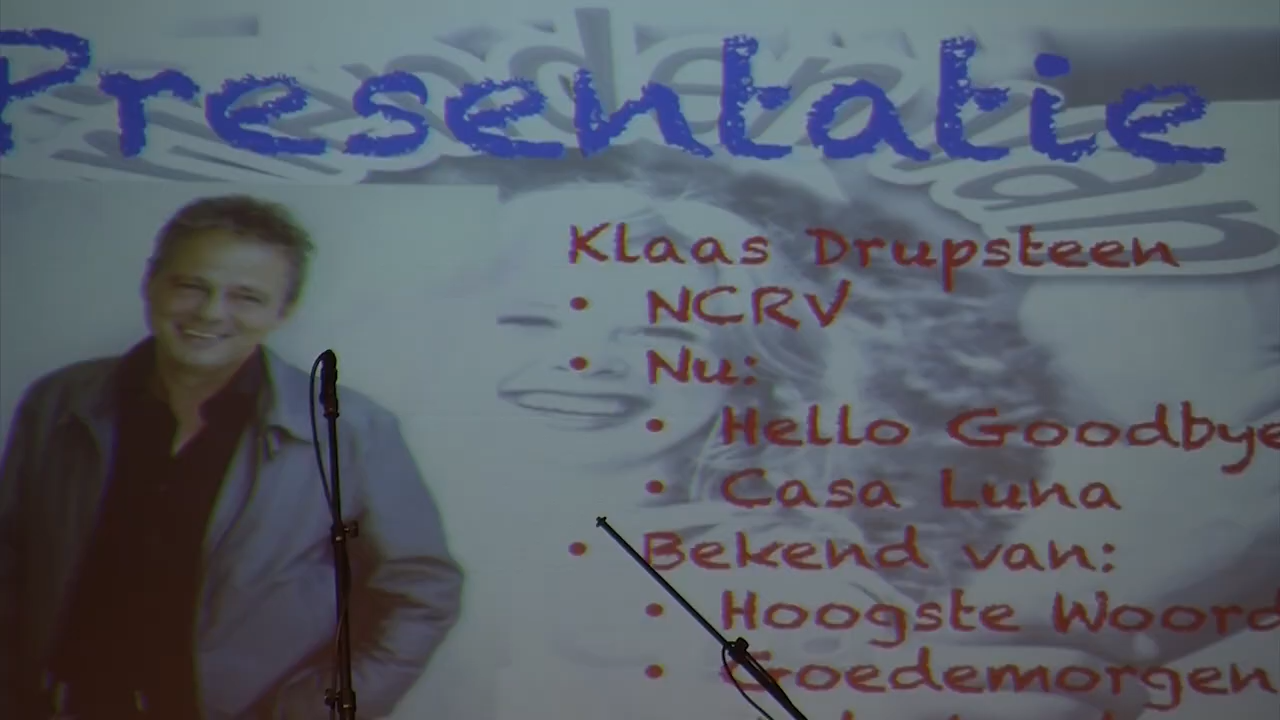 Presentatie
Klaas Drupsteen
• NCRV
• Nu:
• Hello Goodbye
• Casa Luna
• Bekend van:
• Hoogste Woord
• Goedemorgen